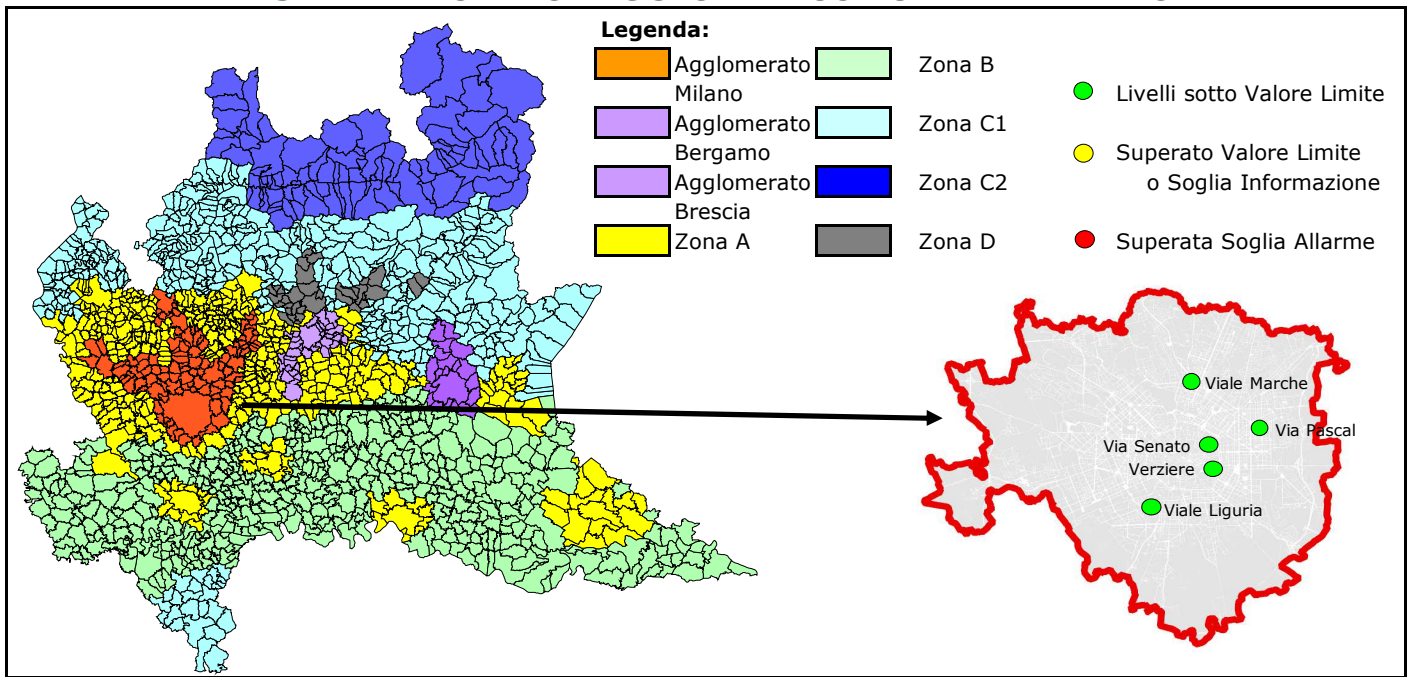 Legenda:
Agglomerato
Milano
Agglomerato
Bergamo
Agglomerato
Brescia
Zona A
Zona B
Zona C1
Zona C2
Zona D
Livelli sotto Valore Limite
Superato Valore Limite
o Soglia Informazione
Superata Soglia Allarme
Viale Marche
Via Pascal
Via Senato
Verziere
Viale Liguria